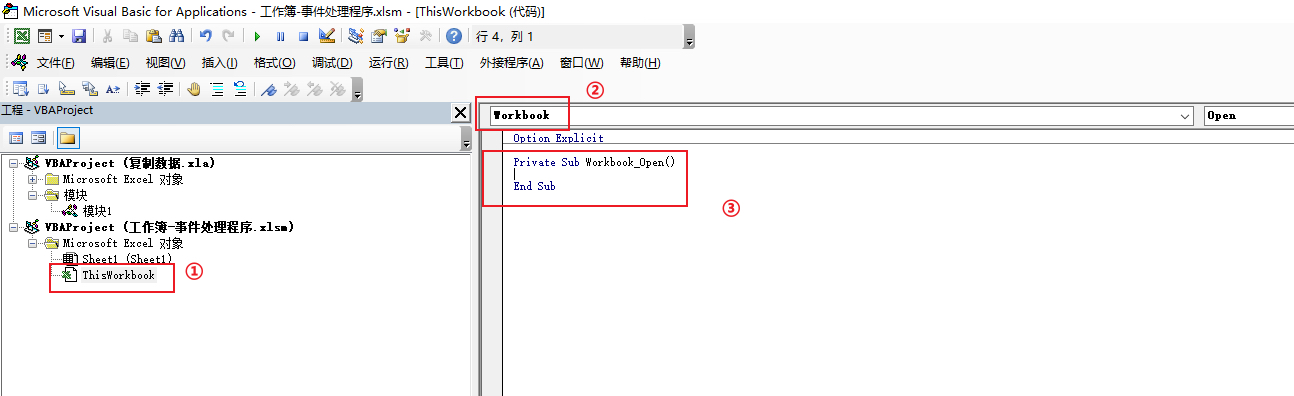 Microsoft Visual Basic for Applications - 工作簿-事件处理程序.xlsm - [ThisWorkbook (代码)]
行 4, 列 1
文件(F) 编辑(E) 视图(V) 插入(I) 格式(O) 调试(D) 运行(R) 工具(T) 外接程序(A) 窗口(W) 帮助(H)
②
工程 - VBAProject
Workbook
Open
Option Explicit
VBAProject (复制数据.xla)
Microsoft Excel 对象
模块
模块1
VBAProject (工作簿-事件处理程序.xlsm)
Microsoft Excel 对象
Sheet1 (Sheet1)
ThisWorkbook
①
Private Sub Workbook_Open()
End Sub
③